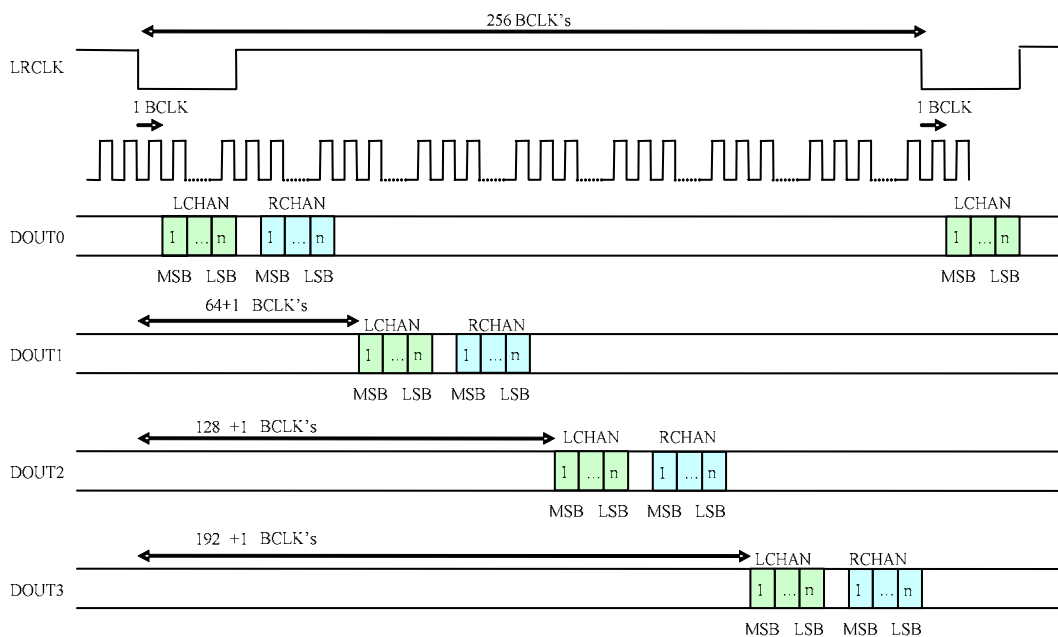 256 BCLK's
LRCLK
1 BCLK 1 BCLK
LCHAN RCHAN LCHAN
DOUT0 1 ... n 1 ... n 1 ... n
MSB LSB MSB LSB MSB LSB
64+1 BCLK's
LCHAN RCHAN
DOUT1 1 ... n 1 ... n
MSB LSB MSB LSB
128 +1 BCLK's
LCHAN RCHAN
DOUT2 1 ... n 1 ... n
MSB LSB MSB LSB
192 +1 BCLK's
LCHAN RCHAN
DOUT3 1 ... n 1 ... n
MSB LSB MSB LSB